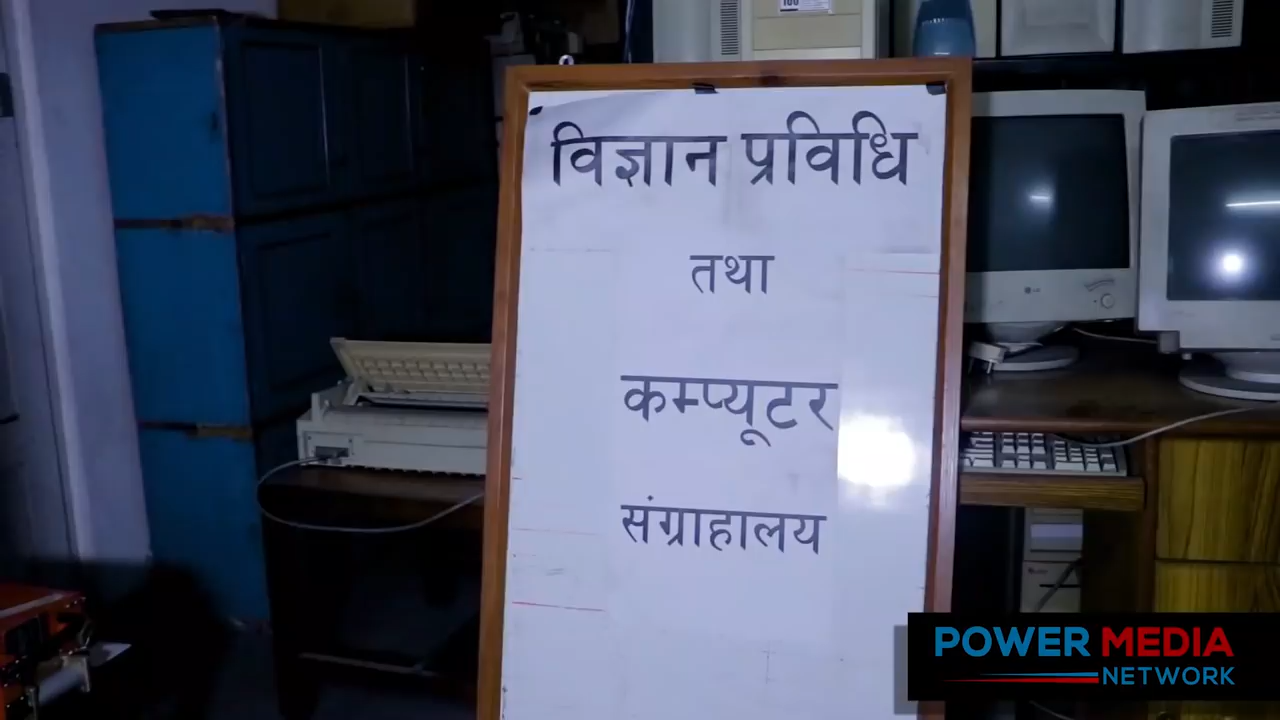 विज्ञान प्रविधि
तथा
कम्प्यूटर
संग्राहालय
POWER MEDIA
NETWORK